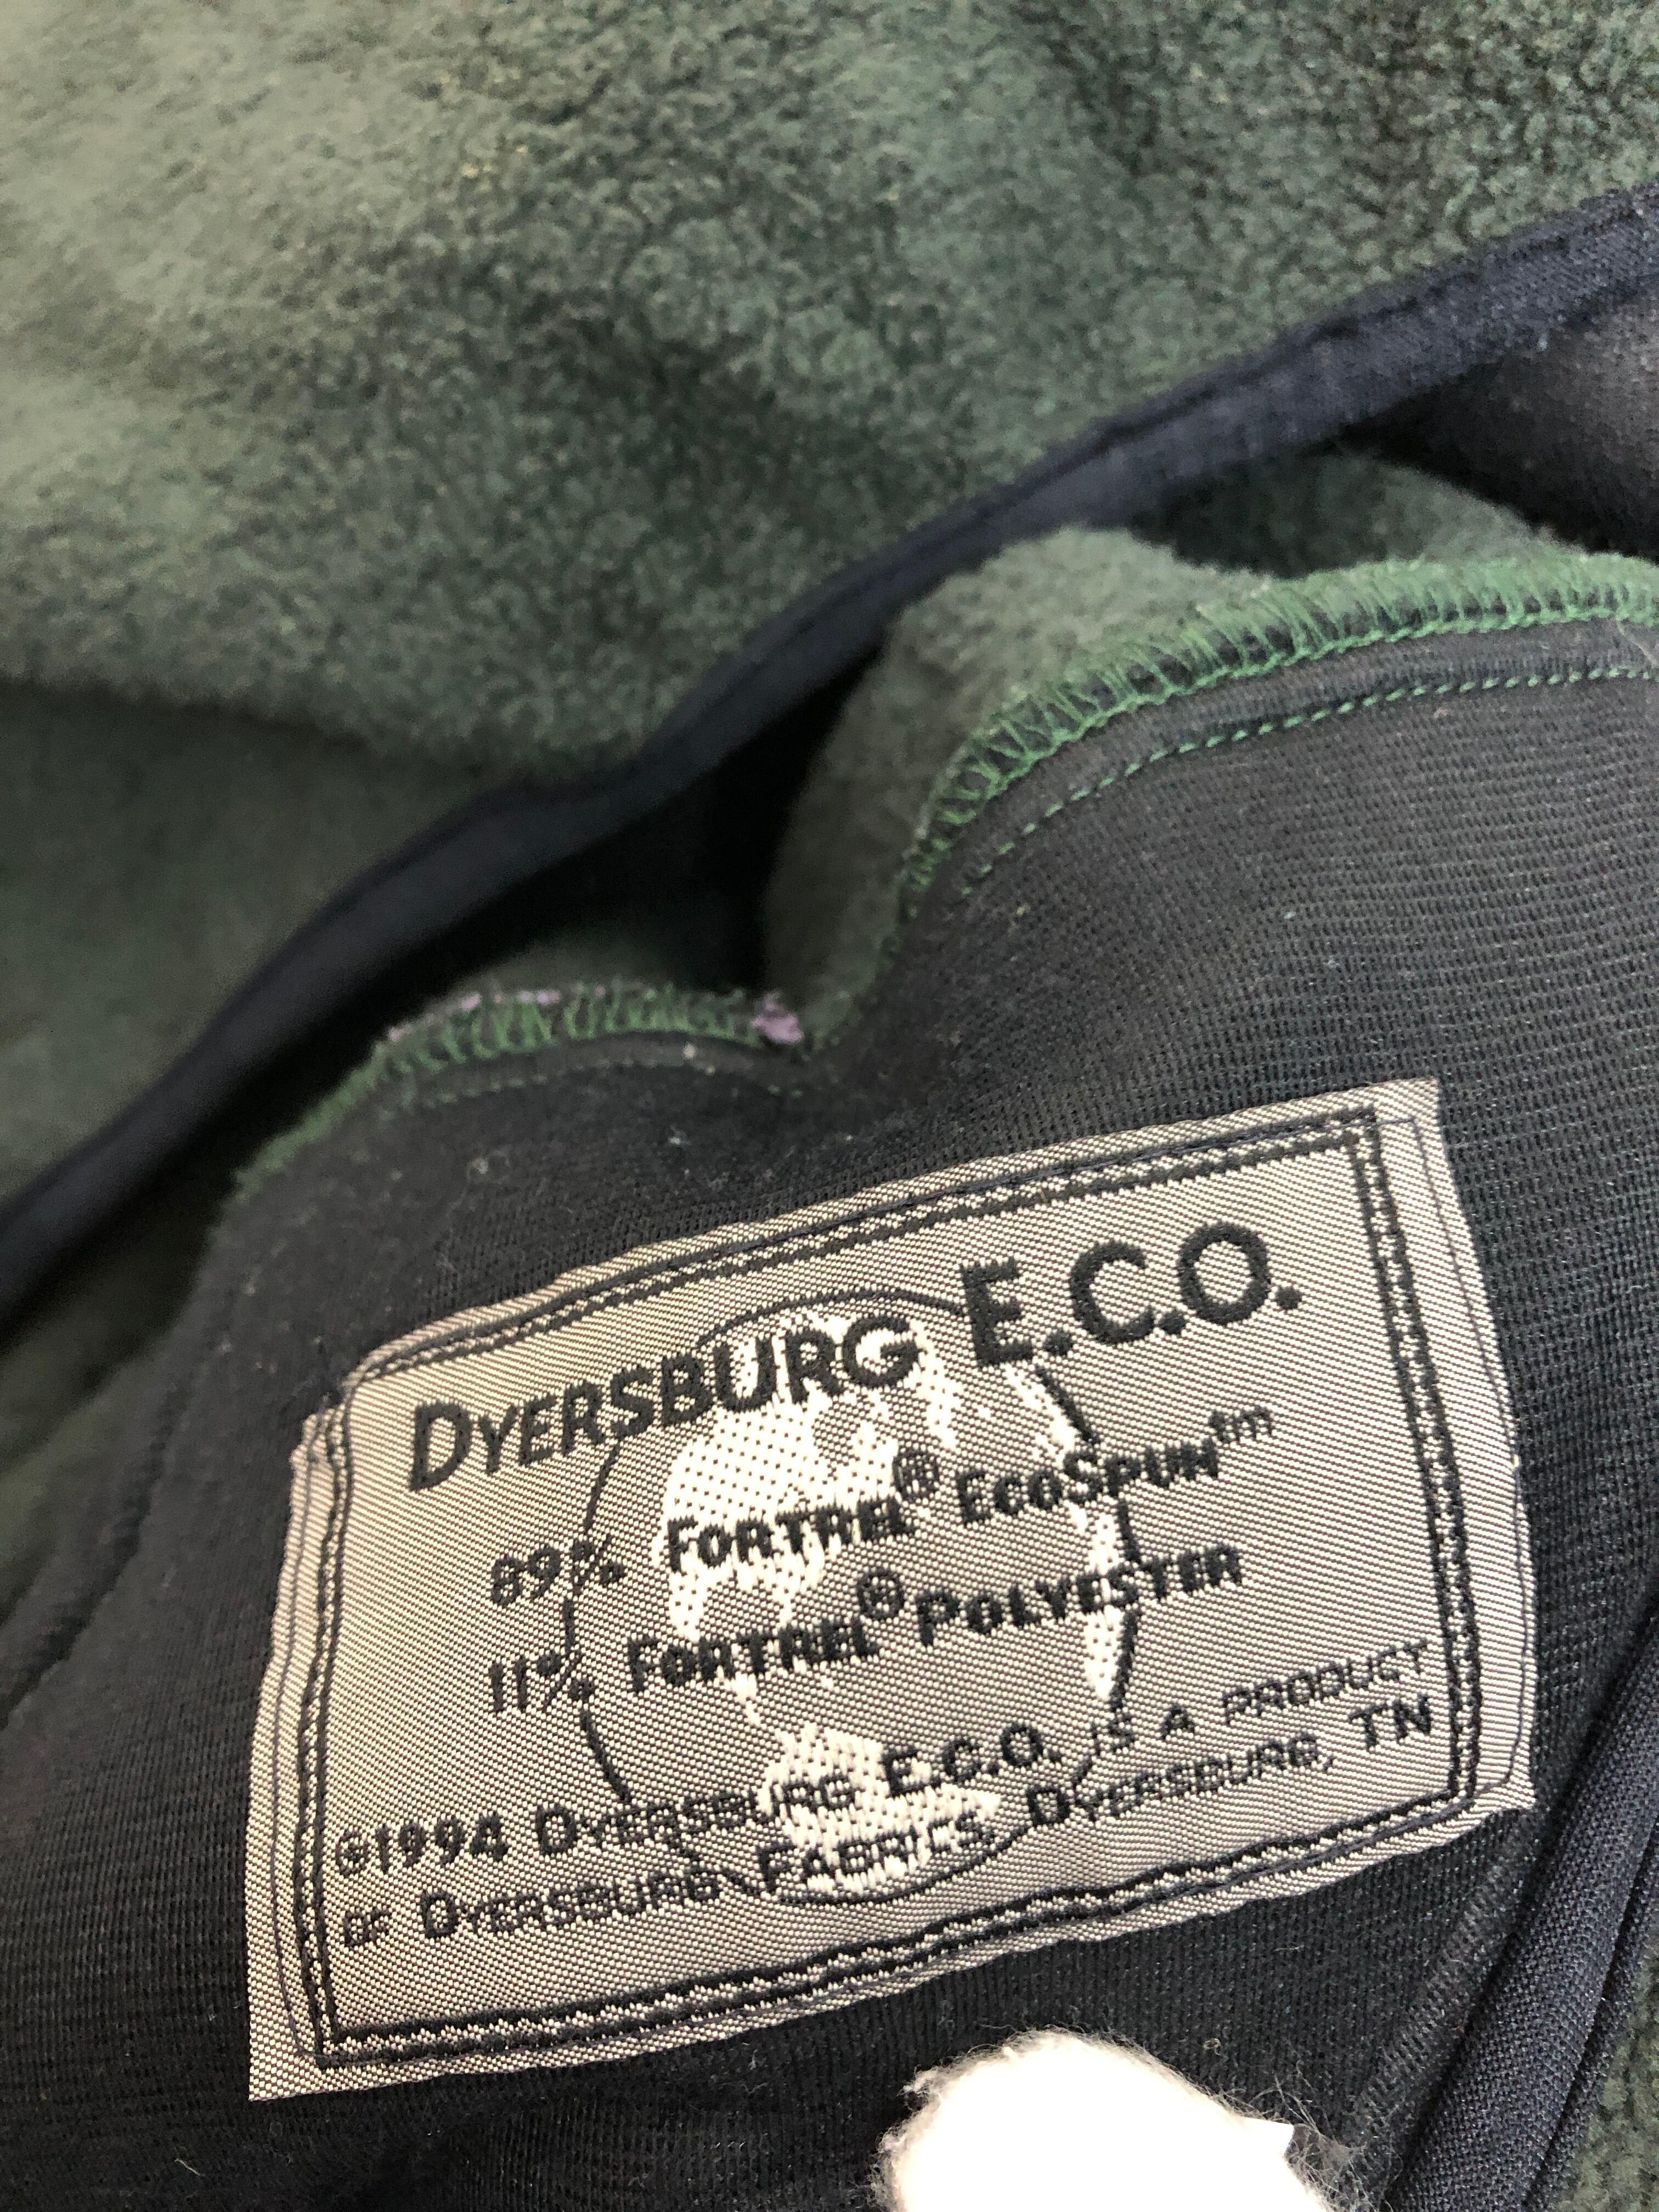 DYERSBURG E.C.O.
89% FORTREL® ECOSPUN™
11% FORTREL® POLYESTER
©1994 DYERSBURG E.C.O. IS A PRODUCT
OF DYERSBURG FABRICS, DYERSBURG, TN